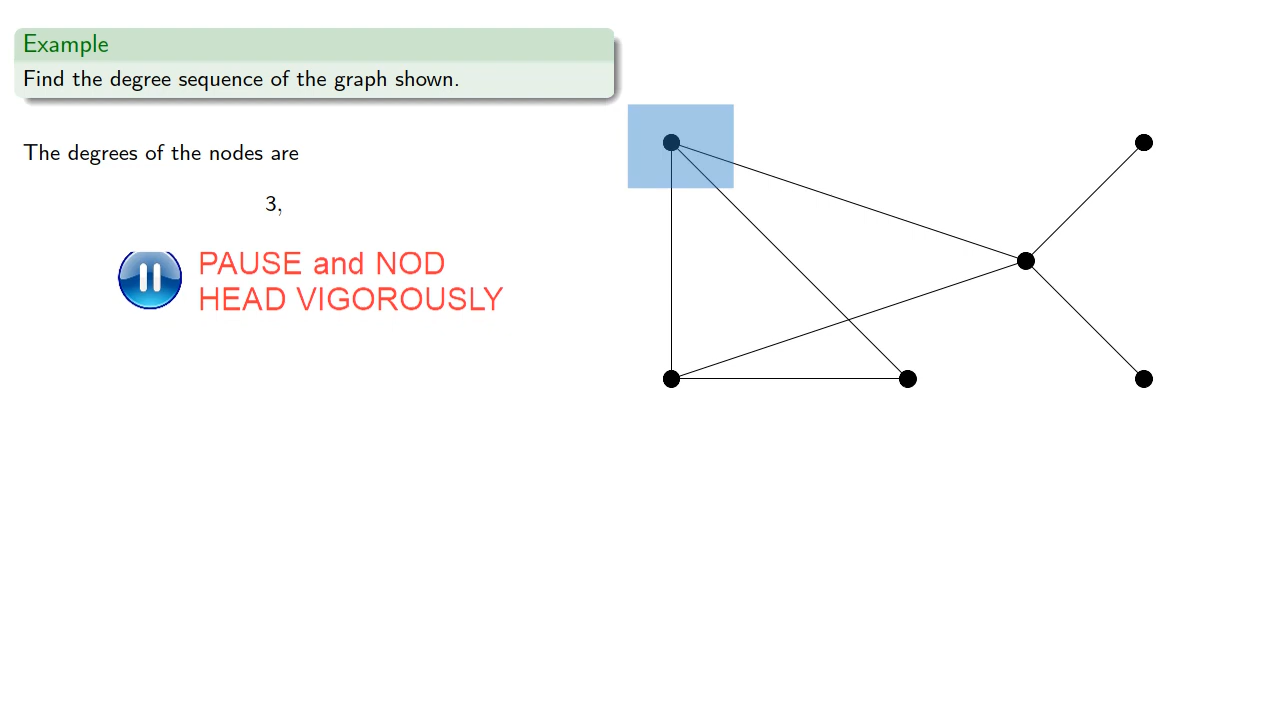 Example
Find the degree sequence of the graph shown.
The degrees of the nodes are
3,
PAUSE and NOD
HEAD VIGOROUSLY